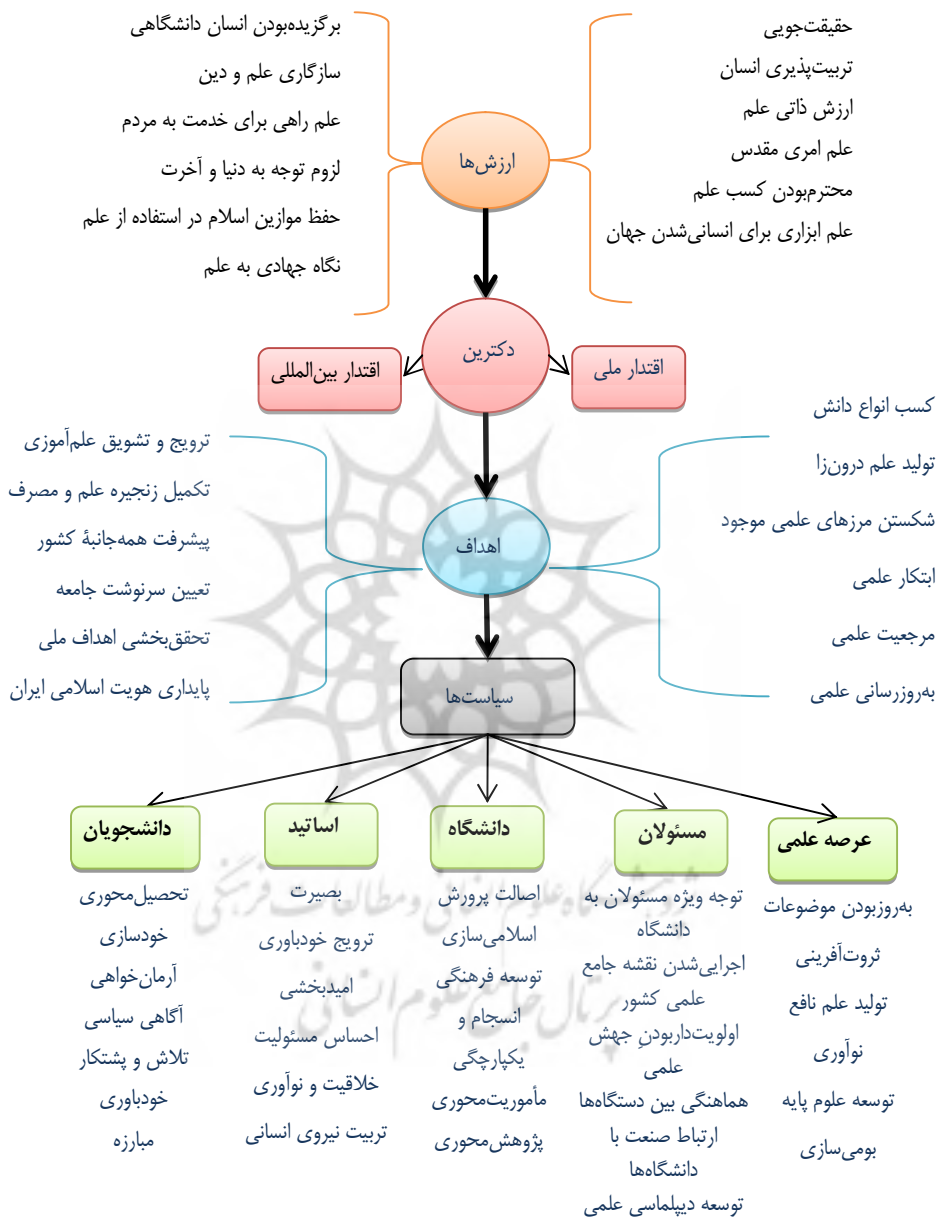 حقیقت‌جویی
تربیت‌پذیری انسان
ارزش ذاتی علم
علم امری مقدس
محترم‌بودن کسب علم
علم ابزاری برای انسانی‌شدن جهان
ارزش‌ها
برگزیده‌بودن انسان دانشگاهی
سازگاری علم و دین
علم راهی برای خدمت به مردم
لزوم توجه به دنیا و آخرت
حفظ موازین اسلام در استفاده از علم
نگاه جهادی به علم
دکترین
اقتدار ملی
اقتدار بین‌المللی
کسب انواع دانش
تولید علم درون‌زا
شکستن مرزهای علمی موجود
ابتکار علمی
مرجعیت علمی
به‌روزرسانی علمی
اهداف
ترویج و تشویق علم‌آموزی
تکمیل زنجیره علم و مصرف
پیشرفت همه‌جانبهٔ کشور
تعیین سرنوشت جامعه
تحقق‌بخشی اهداف ملی
پایداری هویت اسلامی ایران
سیاست‌ها
عرصه علمی
به‌روزبودن موضوعات
ثروت‌آفرینی
تولید علم نافع
نوآوری
توسعه علوم پایه
بومی‌سازی
مسئولان
توجه ویژه مسئولان به
دانشگاه
اجرایی‌شدن نقشه جامع
علمی کشور
اولویت‌داربودنِ جهش
علمی
هماهنگی بین دستگاه‌ها
ارتباط صنعت با
دانشگاه‌ها
توسعه دیپلماسی علمی
دانشگاه
اصالت پرورش
اسلامی‌سازی
توسعه فرهنگی
انسجام و
یکپارچگی
مأموریت‌محوری
پژوهش‌محوری
اساتید
بصیرت
ترویج خودباوری
امیدبخشی
احساس مسئولیت
خلاقیت و نوآوری
تربیت نیروی انسانی
دانشجویان
تحصیل‌محوری
خودسازی
آرمان‌خواهی
آگاهی سیاسی
تلاش و پشتکار
خودباوری
مبارزه
پژوهشگاه علوم انسانی و مطالعات فرهنگی
پرتال جامع علوم انسانی